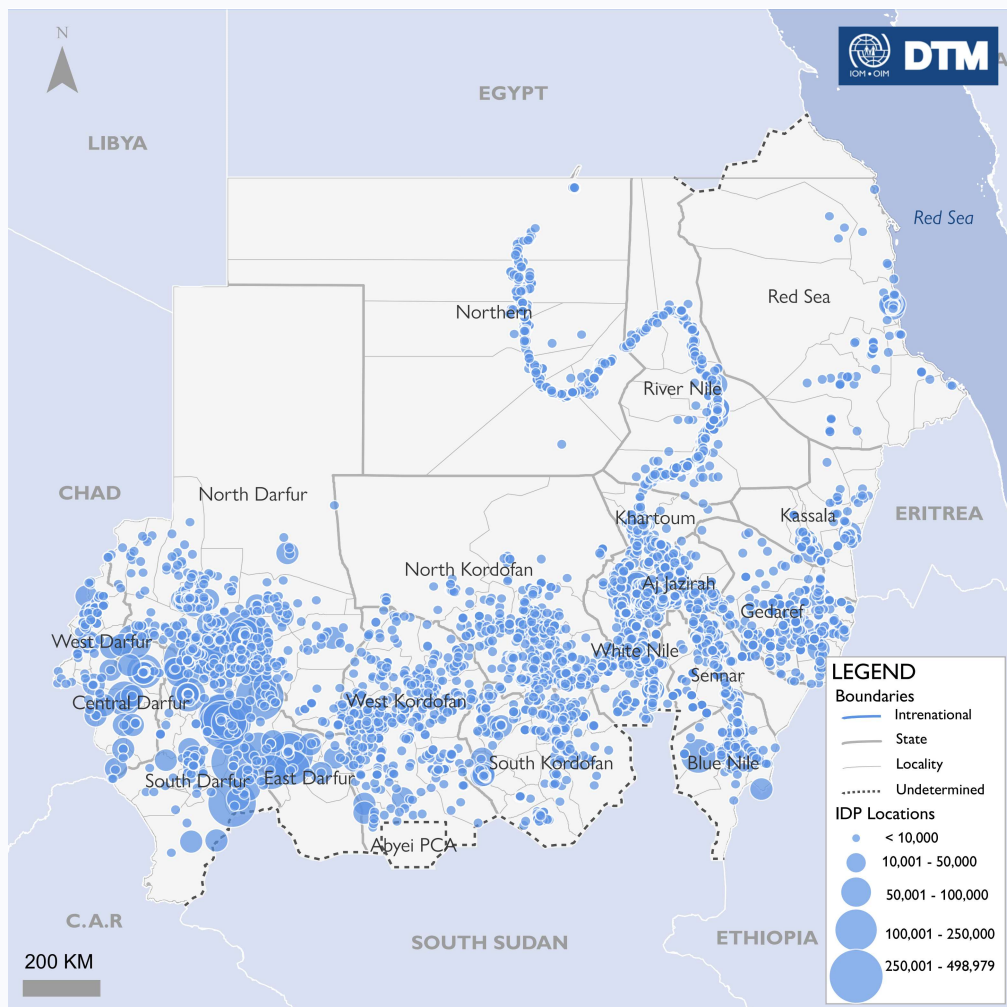 N
IOM • OIM
DTM
A
EGYPT
LIBYA
Red Sea
Red Sea
Northern
River Nile
CHAD
North Darfur
Khartoum
Kassala
ERITREA
North Kordofan
Aj Jazirah
Gedaref
West Darfur
White Nile
Sennar
Central Darfur
West Kordofan
South Darfur
East Darfur
South Kordofan
Blue Nile
Abyei PCA
C.A.R
SOUTH SUDAN
ETHIOPIA
200 KM
LEGEND
Boundaries
Intrenational
State
Locality
Undetermined
IDP Locations
< 10,000
10,001 - 50,000
50,001 - 100,000
100,001 - 250,000
250,001 - 498,979